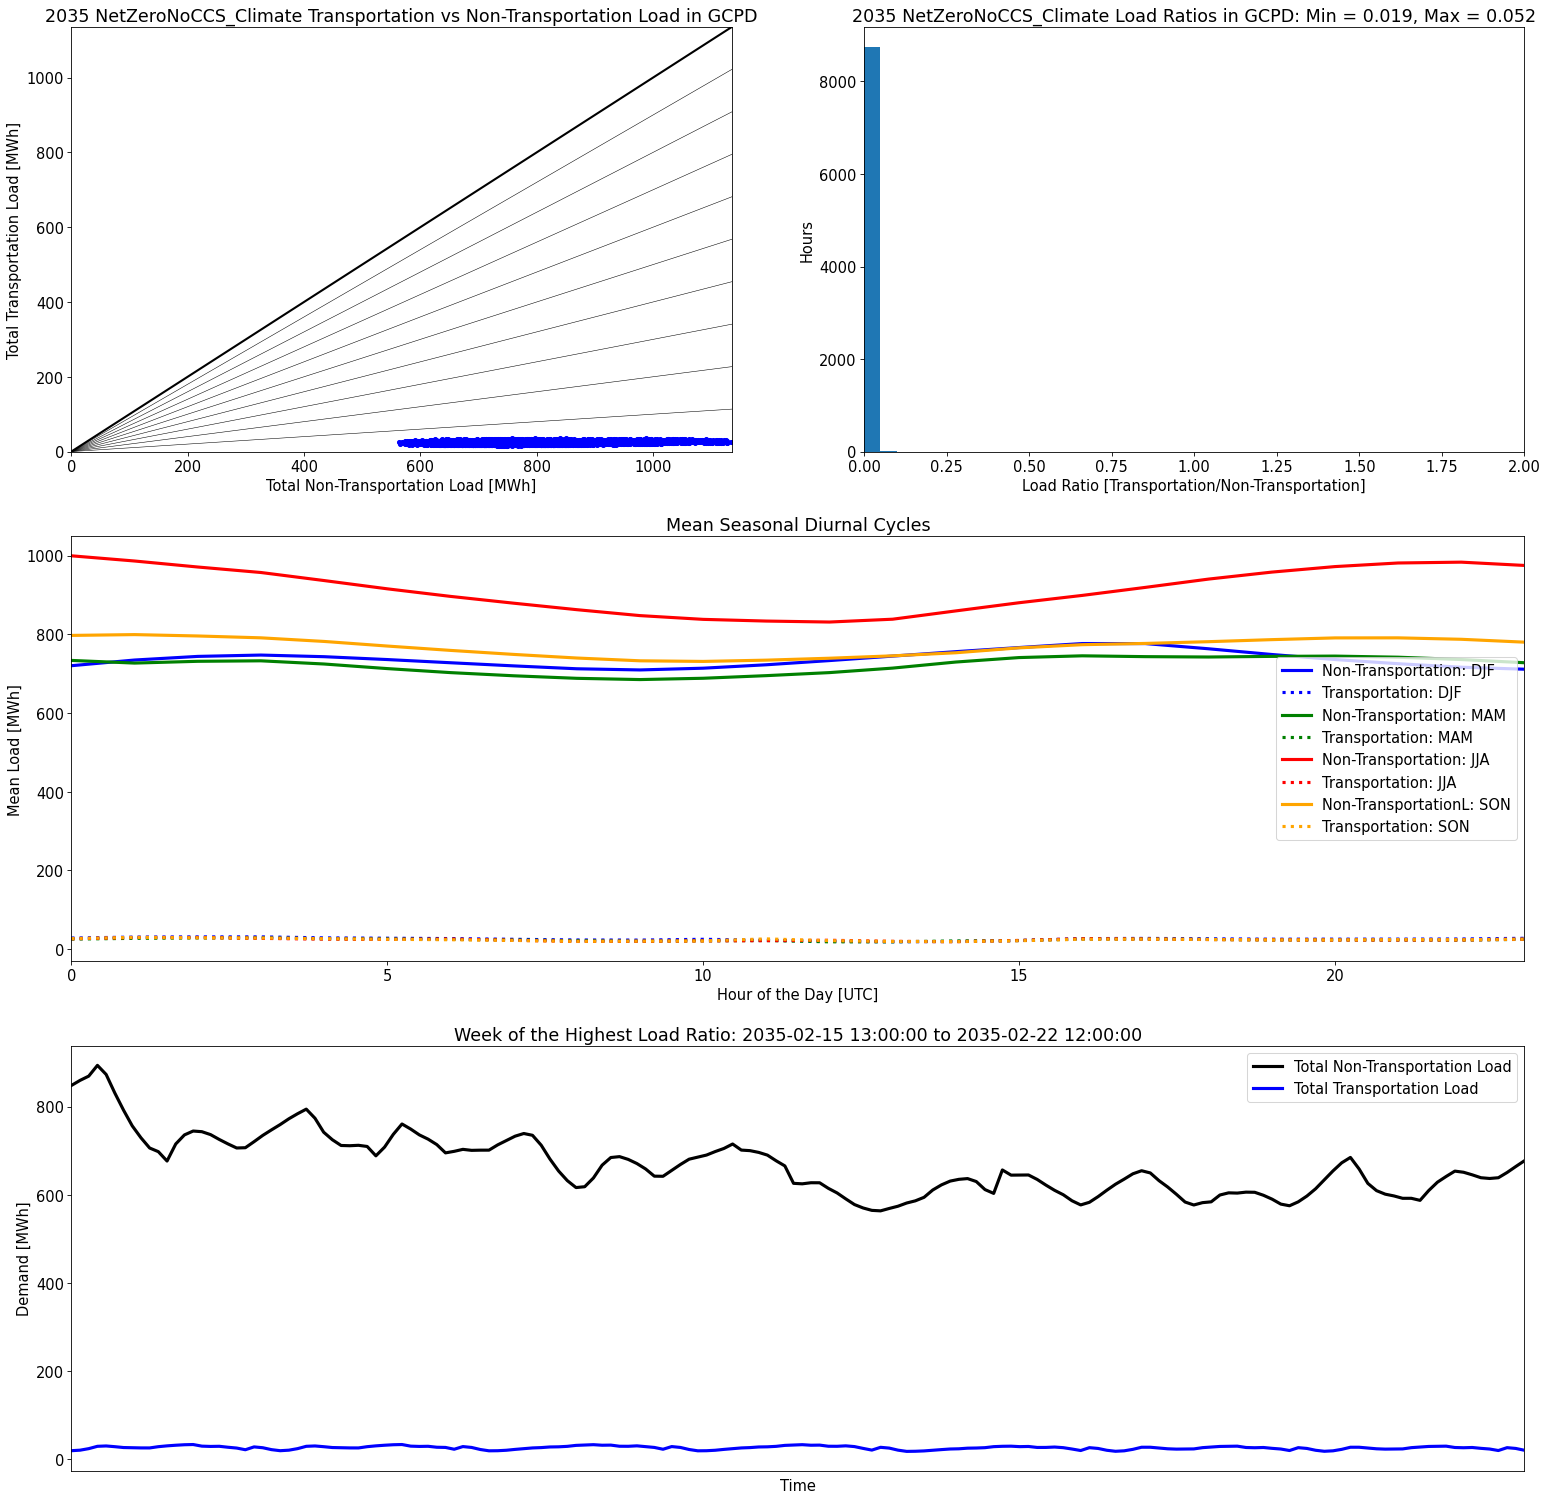 2035 NetZeroNoCCS_Climate Transportation vs Non-Transportation Load in GCPD
Total Transportation Load [MWh]
1000
800
600
400
200
0
0 200 400 600 800 1000
Total Non-Transportation Load [MWh]
2035 NetZeroNoCCS_Climate Load Ratios in GCPD: Min = 0.019, Max = 0.052
Hours
8000
6000
4000
2000
0
0.00 0.25 0.50 0.75 1.00 1.25 1.50 1.75 2.00
Load Ratio [Transportation/Non-Transportation]
Mean Seasonal Diurnal Cycles
Mean Load [MWh]
1000
800
600
400
200
0
Non-Transportation: DJF
Transportation: DJF
Non-Transportation: MAM
Transportation: MAM
Non-Transportation: JJA
Transportation: JJA
Non-TransportationL: SON
Transportation: SON
0 5 10 15 20
Hour of the Day [UTC]
Week of the Highest Load Ratio: 2035-02-15 13:00:00 to 2035-02-22 12:00:00
Demand [MWh]
800
600
400
200
0
Total Non-Transportation Load
Total Transportation Load
Time